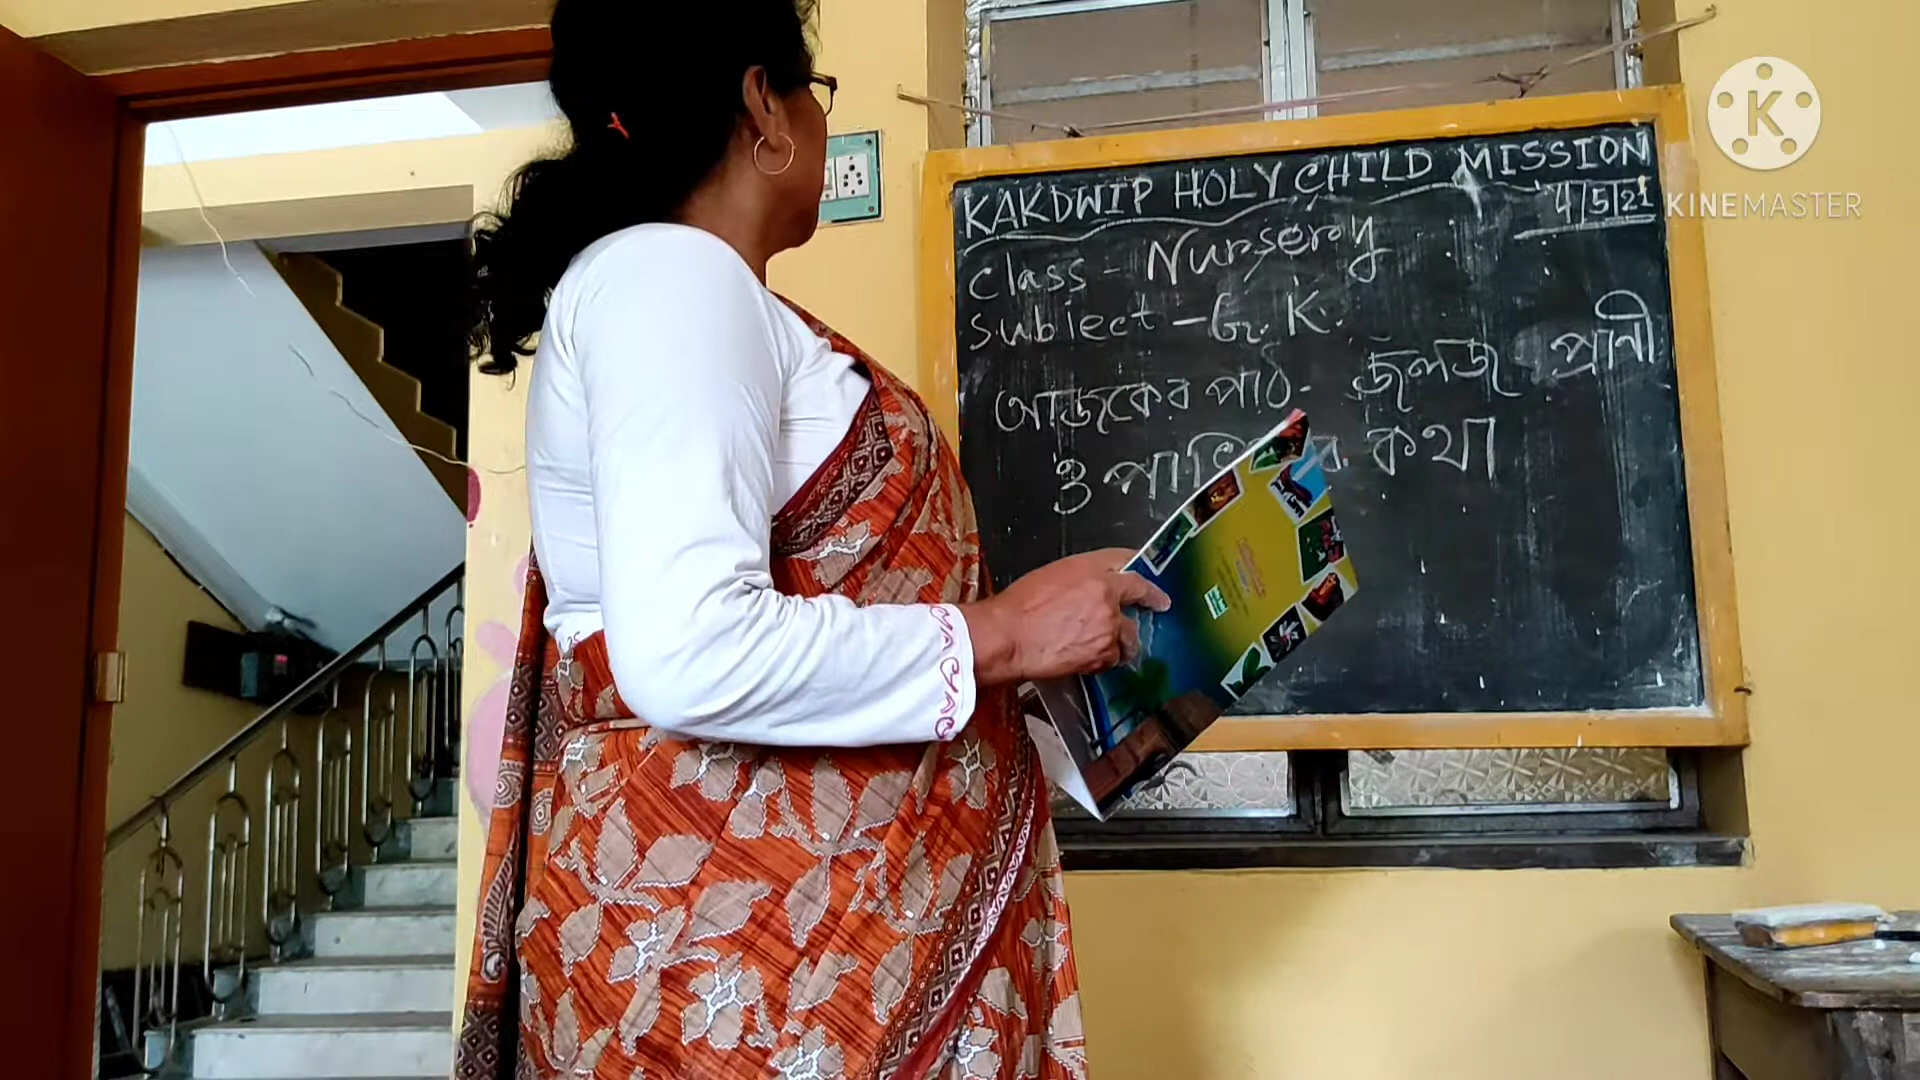 KAKDWIP HOLY CHILD MISSION
4/5/21
Class - Nursery
Subject - G. K.
আজকের পাঠ - জলজ প্রাণী
ও কথা
K
KINEMASTER